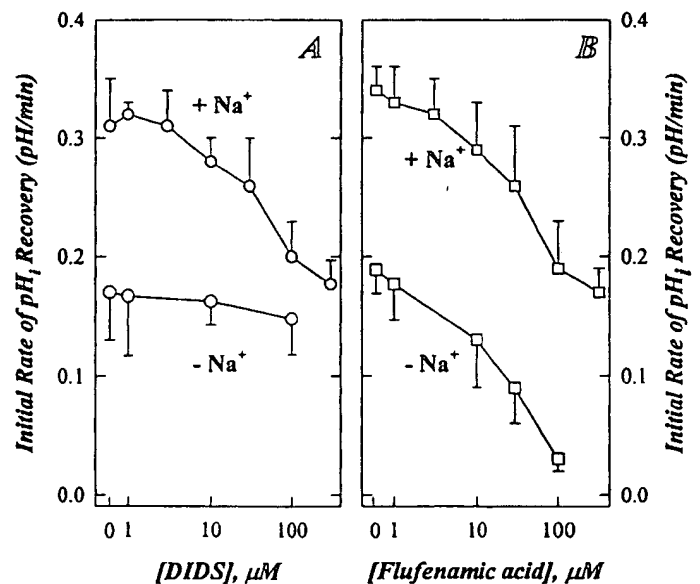 A
B
Initial Rate of pHi Recovery (pH/min)
0.4
0.3
0.2
0.1
0.0
+ Na⁺
- Na⁺
0 1 10 100
[DIDS], μM
+ Na⁺
- Na⁺
0 1 10 100
[Flufenamic acid], μM
0.4
0.3
0.2
0.1
0.0
Initial Rate of pHi Recovery (pH/min)